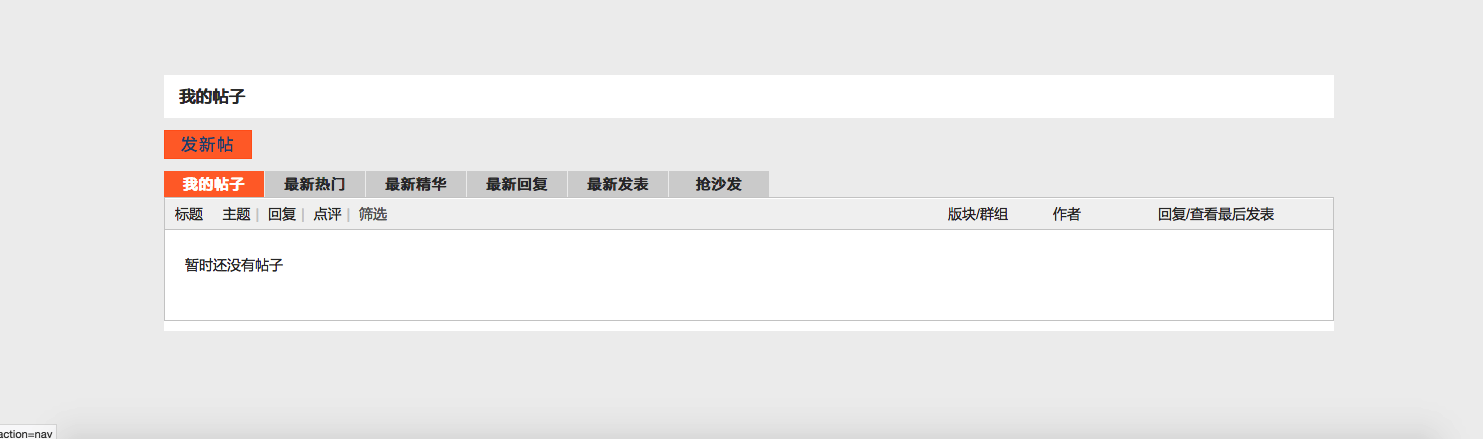 我的帖子
发新帖
我的帖子 最新热门 最新精华 最新回复 最新发表 抢沙发
标题 主题 | 回复 | 点评 | 筛选 版块/群组 作者 回复/查看最后发表
暂时还没有帖子
action=nav